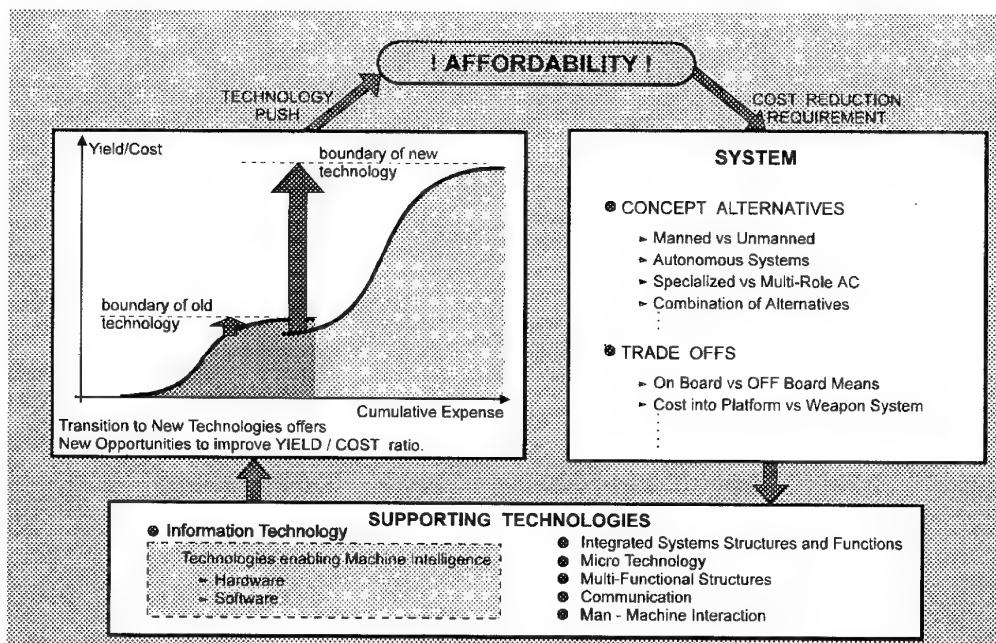 ! AFFORDABILITY !
TECHNOLOGY
PUSH
COST REDUCTION
REQUIREMENT
Yield/Cost
boundary of new
technology
boundary of old
technology
Cumulative Expense
Transition to New Technologies offers
New Opportunities to improve YIELD / COST ratio.
SYSTEM
CONCEPT ALTERNATIVES
Manned vs Unmanned
Autonomous Systems
Specialized vs Multi-Role AC
Combination of Alternatives
TRADE OFFS
On Board vs OFF Board Means
Cost into Platform vs Weapon System
SUPPORTING TECHNOLOGIES
Information Technology
Technologies enabling Machine Intelligence
- Hardware
- Software
Integrated Systems Structures and Functions
Micro Technology
Multi-Functional Structures
Communication
Man - Machine Interaction